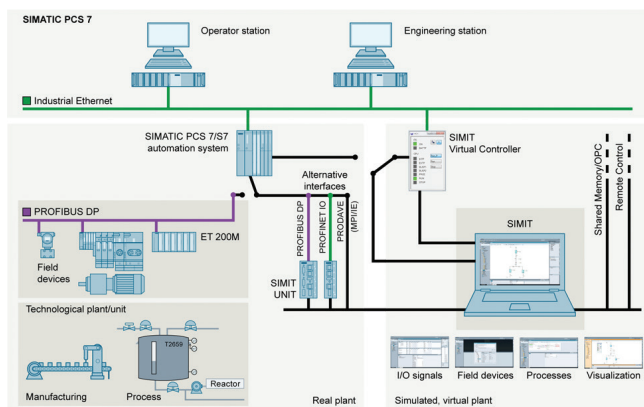 SIMATIC PCS 7
Operator station
Engineering station
Industrial Ethernet
SIMATIC PCS 7/S7
automation system
SIMIT
Virtual Controller
Alternative
interfaces
PROFIBUS DP
PROFIBUS DP
PROFINET IO
PRODAVE
(MPI/IE)
Shared Memory/OPC
Remote Control
ET 200M
Field
devices
SIMIT
UNIT
SIMIT
Technological plant/unit
T2659
Reactor
Manufacturing
Process
Real plant
I/O signals
Field devices
Processes
Visualization
Simulated, virtual plant